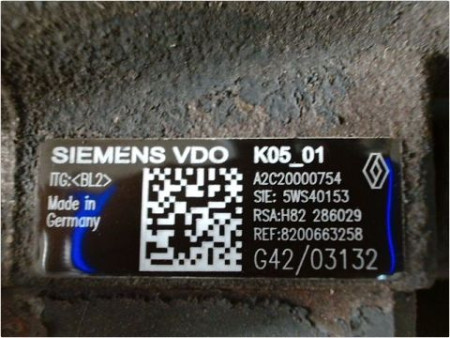 SIEMENS VDO K05_01
ITG:<BL2> A2C20000754
Made in Germany
SIE: 5WS40153
RSA:H82 286029
REF:8200663258
G42/03132